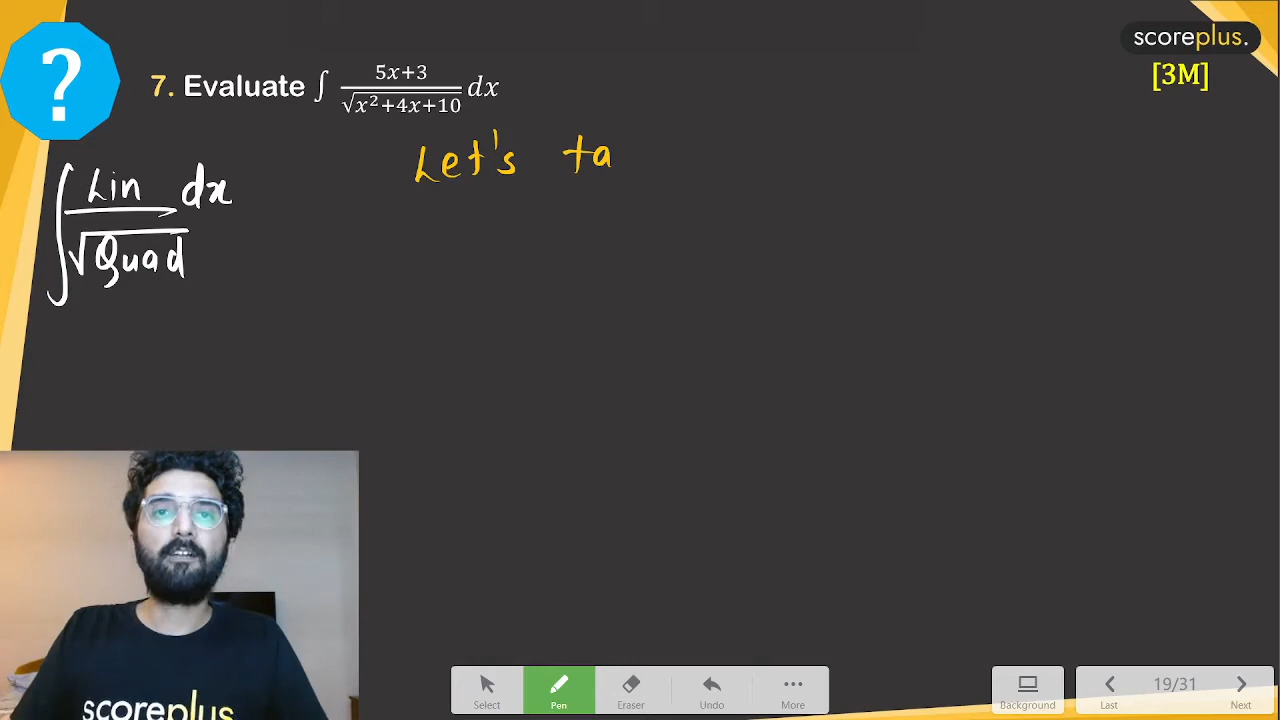 scoreplus.
?
7. Evaluate ∫ 5x+3 / √x²+4x+10 dx
[3M]
Let's ta
∫ Lin / √Quad dx
scoreplus
Select
Pen
Eraser
Undo
More
Background
Last
19/31
Next